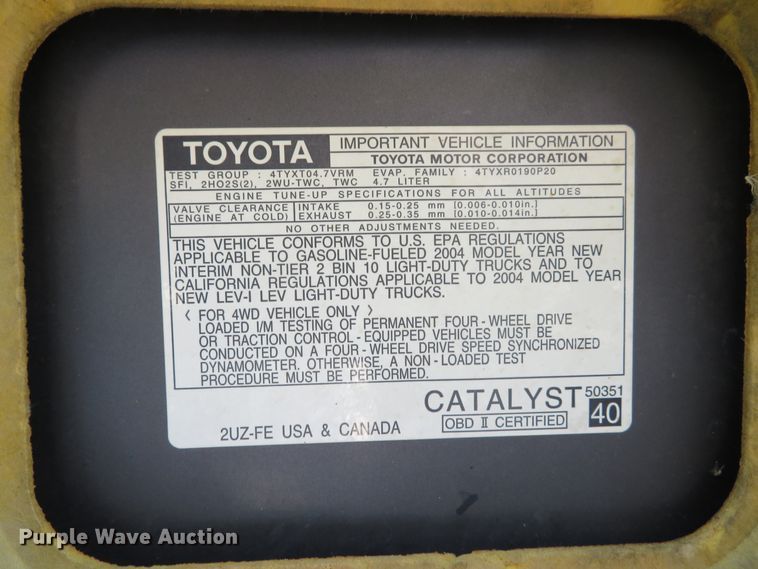 TOYOTA
IMPORTANT VEHICLE INFORMATION
TOYOTA MOTOR CORPORATION
TEST GROUP : 4TYXT04.7VRM EVAP. FAMILY : 4TYXR0190P20
SFI, 2HO2S(2), 2WU-TWC, TWC 4.7 LITER
ENGINE TUNE-UP SPECIFICATIONS FOR ALL ALTITUDES
VALVE CLEARANCE INTAKE 0.15-0.25 mm [0.006-0.010in.]
(ENGINE AT COLD) EXHAUST 0.25-0.35 mm [0.010-0.014in.]
NO OTHER ADJUSTMENTS NEEDED.
THIS VEHICLE CONFORMS TO U.S. EPA REGULATIONS
APPLICABLE TO GASOLINE-FUELED 2004 MODEL YEAR NEW
INTERIM NON-TIER 2 BIN 10 LIGHT-DUTY TRUCKS AND TO
CALIFORNIA REGULATIONS APPLICABLE TO 2004 MODEL YEAR
NEW LEV-I LEV LIGHT-DUTY TRUCKS.
〈 FOR 4WD VEHICLE ONLY 〉
LOADED I/M TESTING OF PERMANENT FOUR-WHEEL DRIVE
OR TRACTION CONTROL-EQUIPPED VEHICLES MUST BE
CONDUCTED ON A FOUR-WHEEL DRIVE SPEED SYNCHRONIZED
DYNAMOMETER. OTHERWISE, A NON-LOADED TEST
PROCEDURE MUST BE PERFORMED.
CATALYST 50351
2UZ-FE USA & CANADA OBD II CERTIFIED 40
Purple Wave Auction